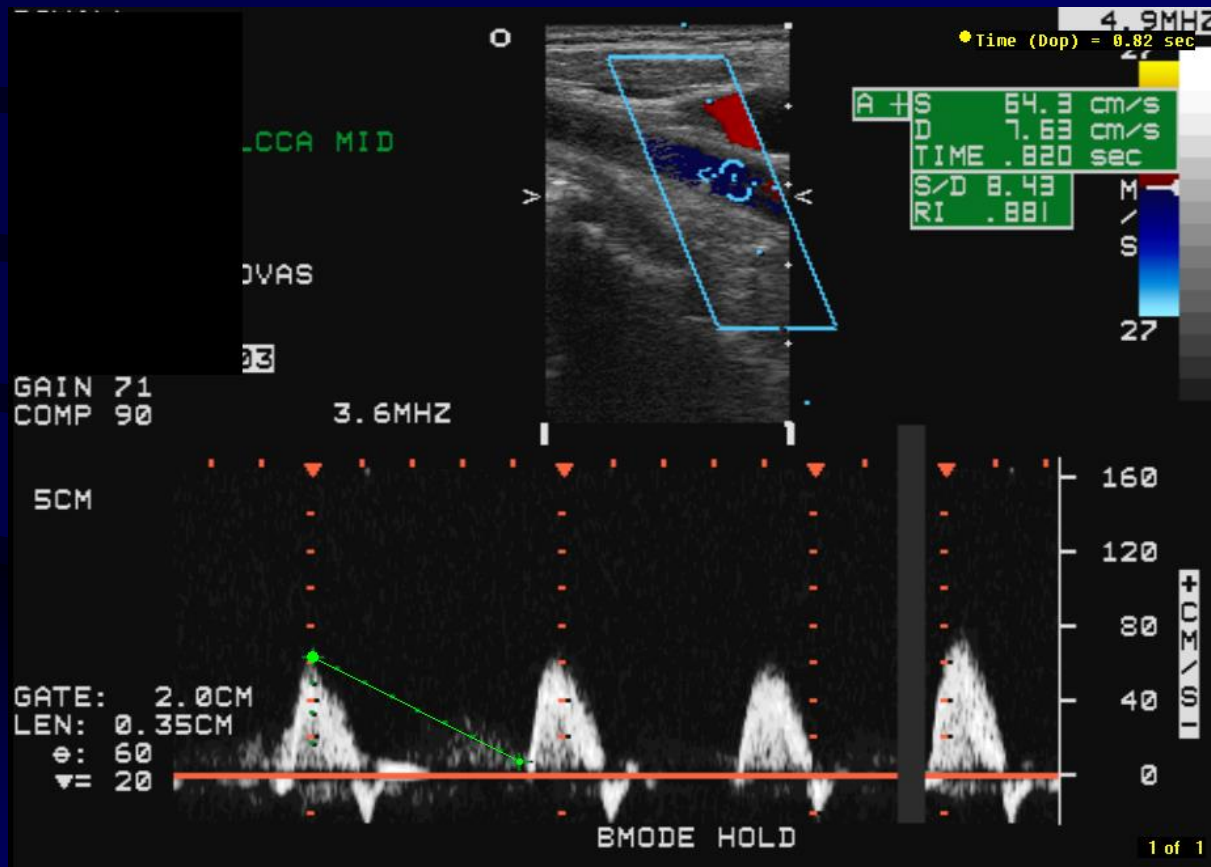 4.9MHZ
Time (Dop) = 0.82 sec
A +S 64.3 cm/s
D 7.63 cm/s
TIME .820 sec
S/D 8.43
RI .881
LCCA MID
M
/
S
OVAS
27
03
GAIN 71
COMP 90
3.6MHZ
5CM
160
120
80
40
0
+CM/S-
GATE: 2.0CM
LEN: 0.35CM
θ: 60
▼= 20
BMODE HOLD
1 of 1